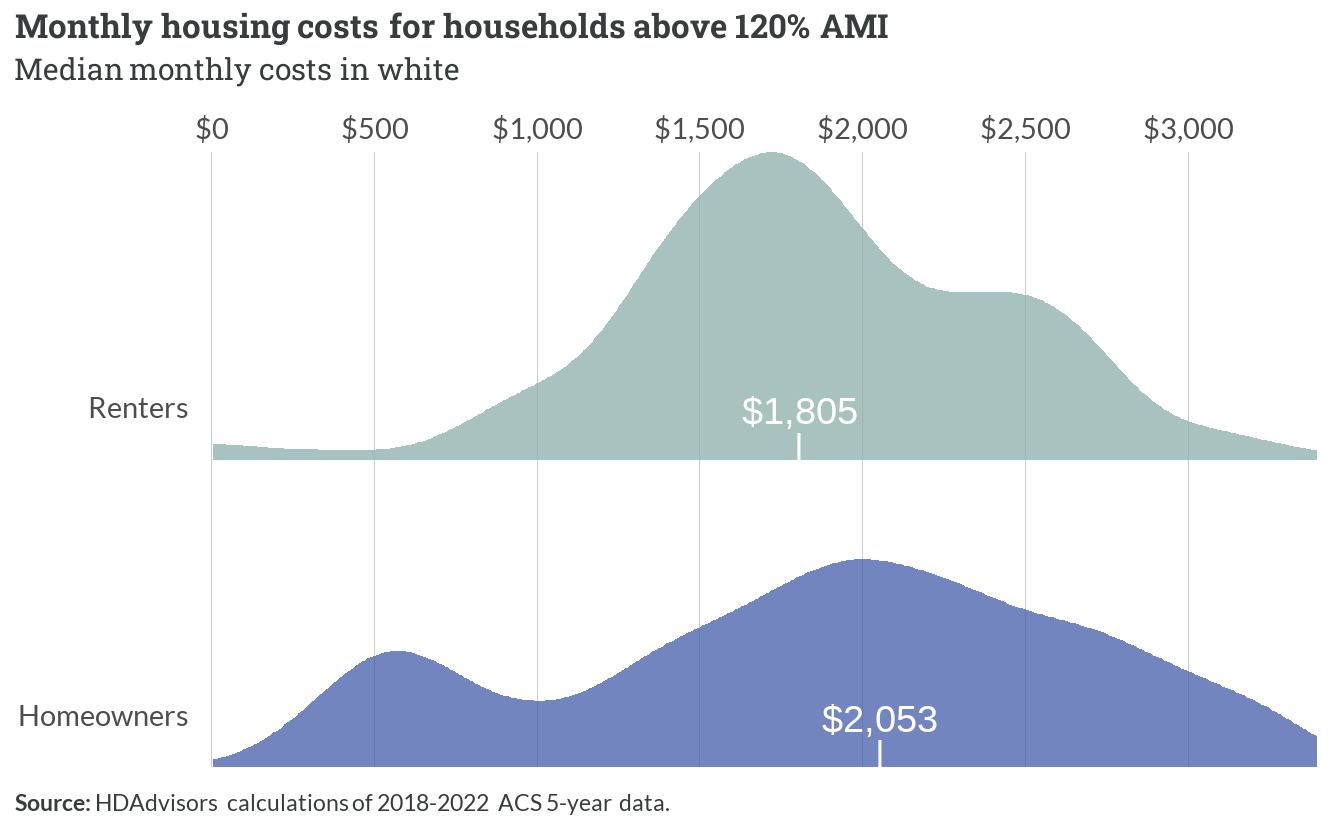 Monthly housing costs for households above 120% AMI
Median monthly costs in white
$0 $500 $1,000 $1,500 $2,000 $2,500 $3,000
Renters
$1,805
Homeowners
$2,053
Source: HDAdvisors calculations of 2018-2022 ACS 5-year data.